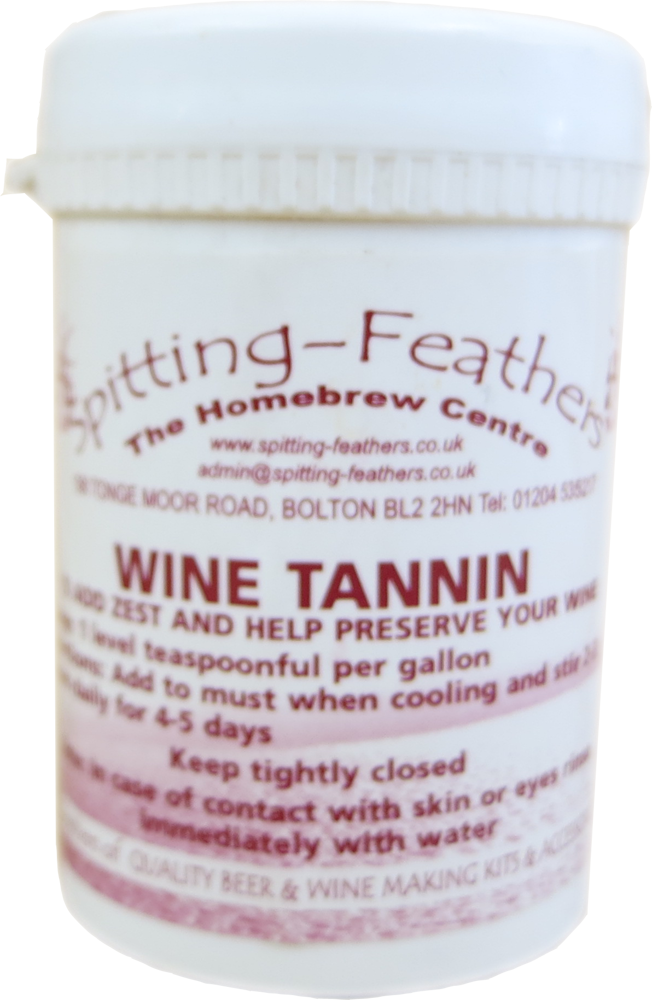 Spitting-Feathers
The Homebrew Centre
www.spitting-feathers.co.uk
admin@spitting-feathers.co.uk
TONGE MOOR ROAD, BOLTON BL2 2HN Tel: 01204
WINE TANNIN
ADD ZEST AND HELP PRESERVE YOUR WINE
1 level teaspoonful per gallon
Add to must when cooling and stir
daily for 4-5 days
Keep tightly closed
in case of contact with skin or eyes rinse
immediately with water
of QUALITY BEER & WINE MAKING KITS &